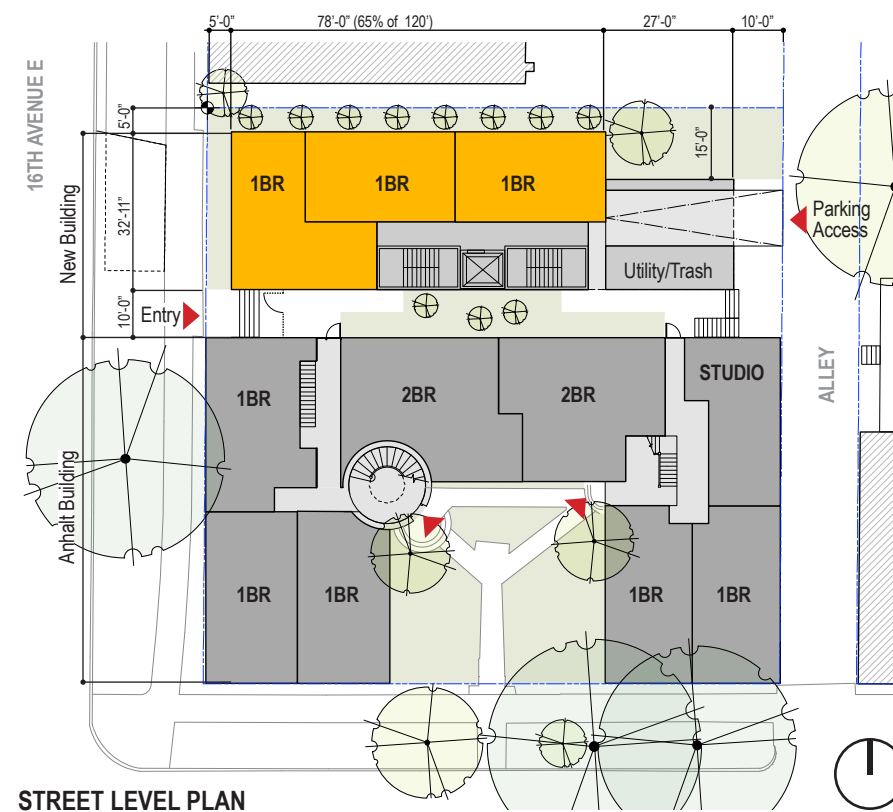 5'-0" 78'-0" (65% of 120') 27'-0" 10'-0"
16TH AVENUE E
5'-0"
15'-0"
New Building
32'-11"
1BR 1BR 1BR
Parking
Access
Utility/Trash
10'-0"
Entry
ALLEY
Anhalt Building
1BR 2BR 2BR STUDIO
1BR 1BR 1BR 1BR
STREET LEVEL PLAN